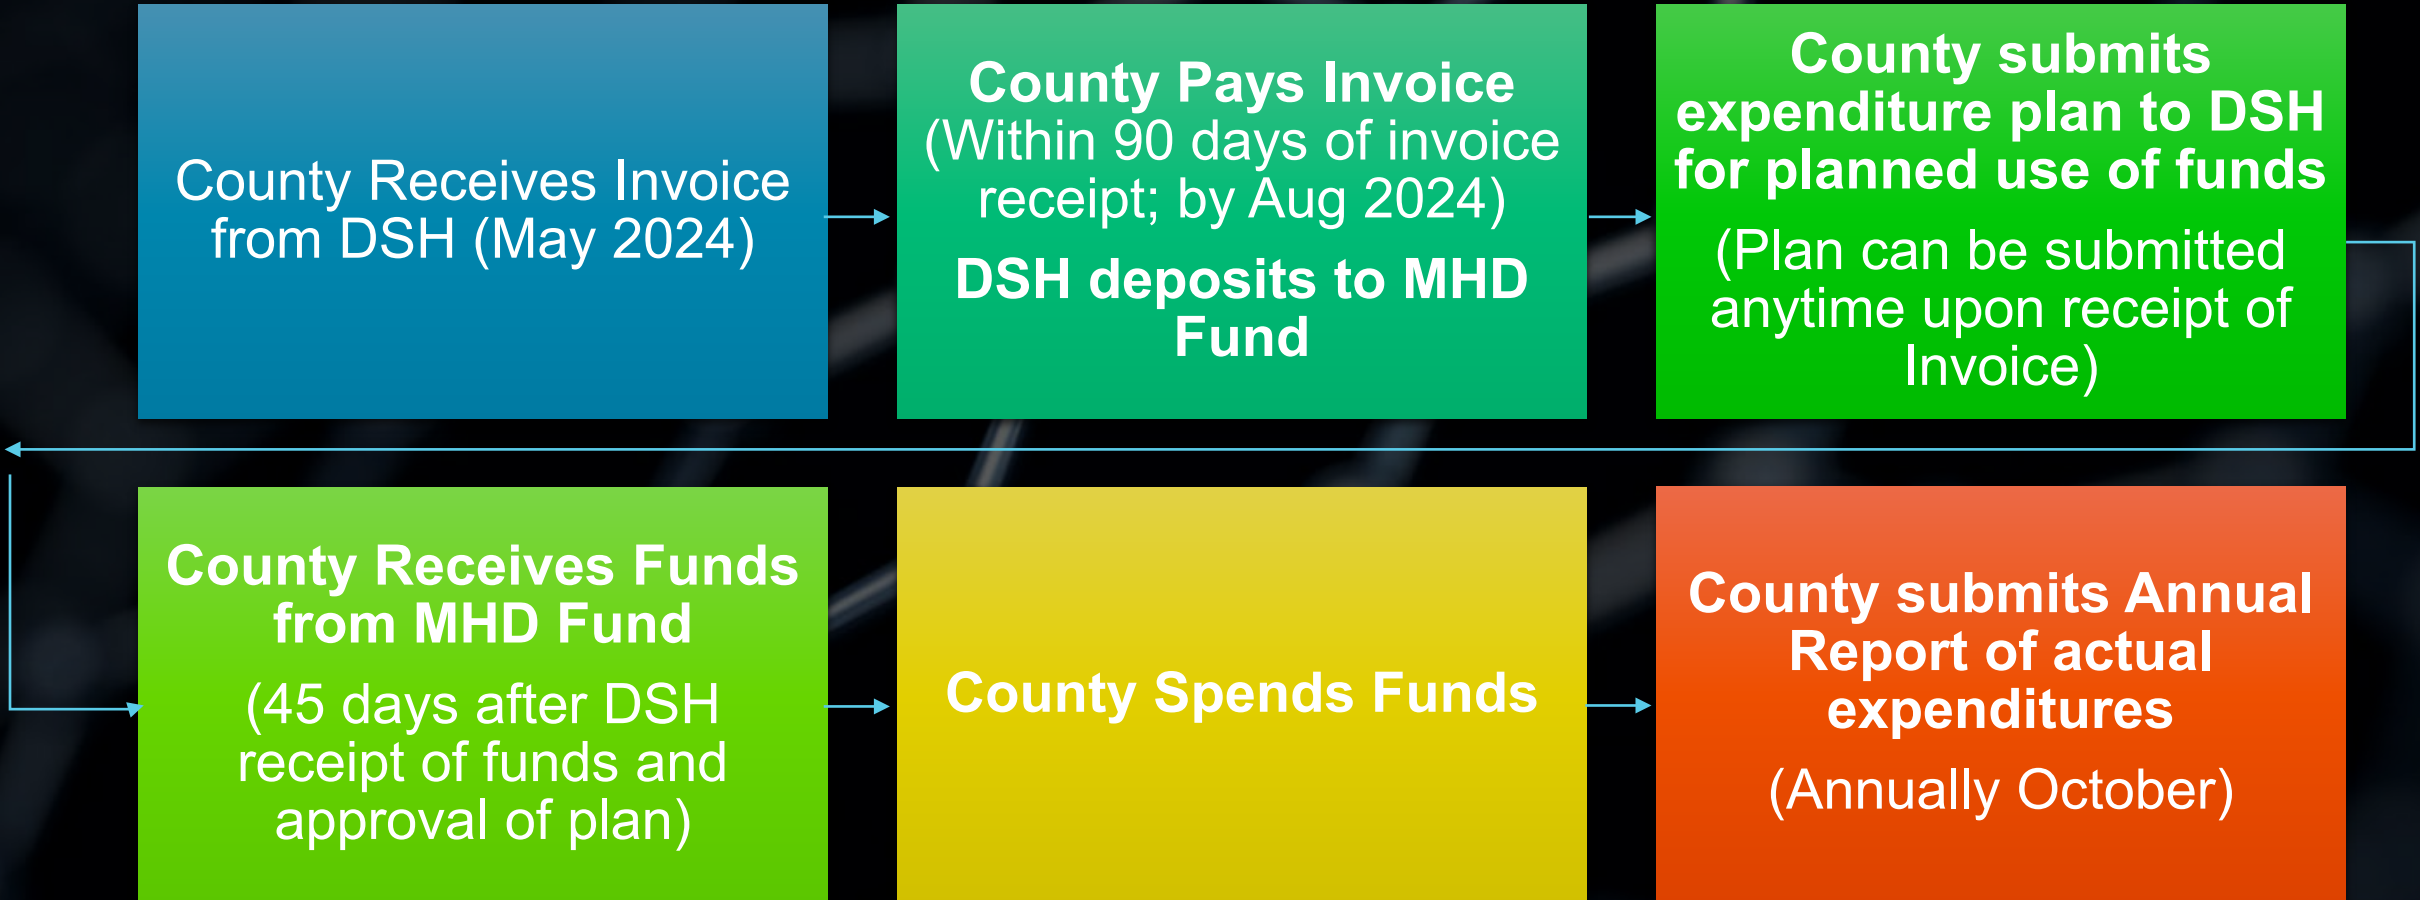 County Receives Invoice
from DSH (May 2024)
County Pays Invoice
(Within 90 days of invoice
receipt; by Aug 2024)
DSH deposits to MHD
Fund
County submits
expenditure plan to DSH
for planned use of funds
(Plan can be submitted
anytime upon receipt of
Invoice)
County Receives Funds
from MHD Fund
(45 days after DSH
receipt of funds and
approval of plan)
County Spends Funds
County submits Annual
Report of actual
expenditures
(Annually October)